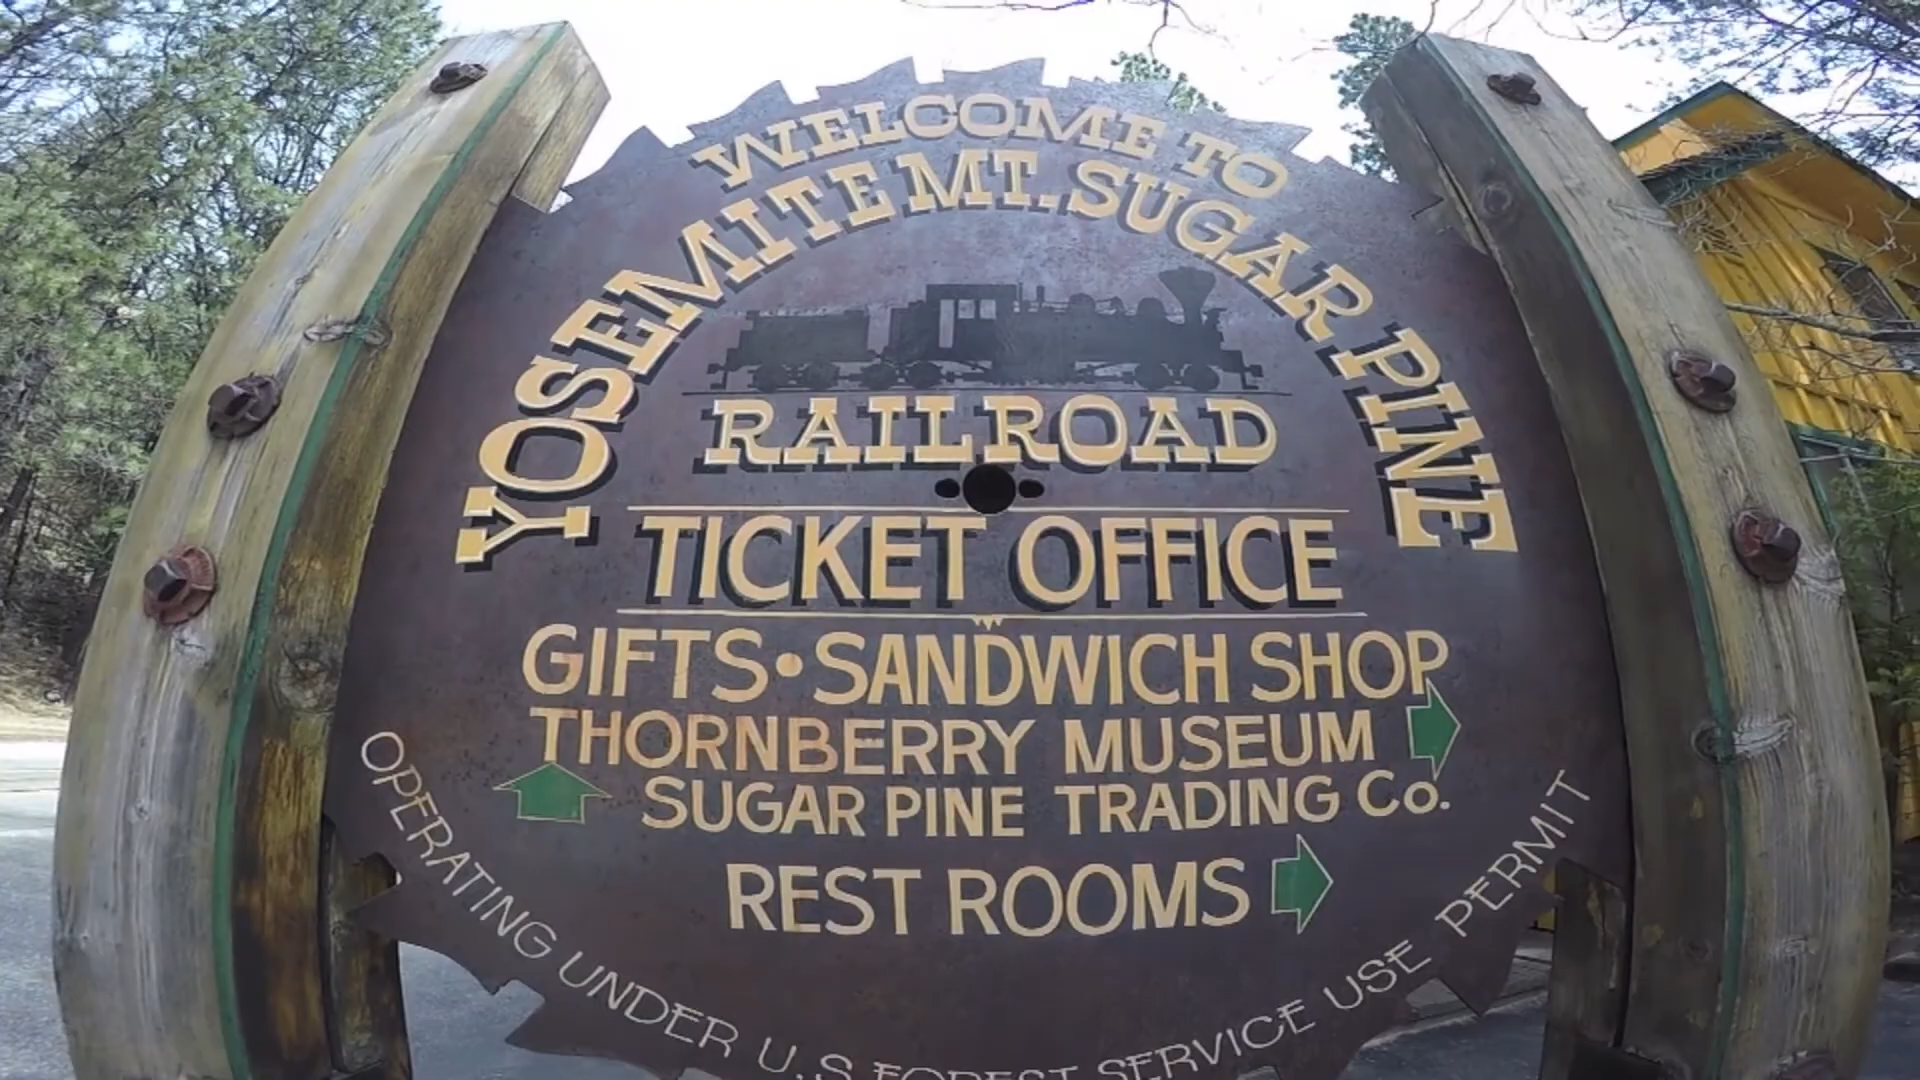 WELCOME TO
YOSEMITE MT. SUGAR PINE
RAILROAD
TICKET OFFICE
GIFTS • SANDWICH SHOP
THORNBERRY MUSEUM
SUGAR PINE TRADING Co.
REST ROOMS
OPERATING UNDER U.S FOREST SERVICE USE PERMIT